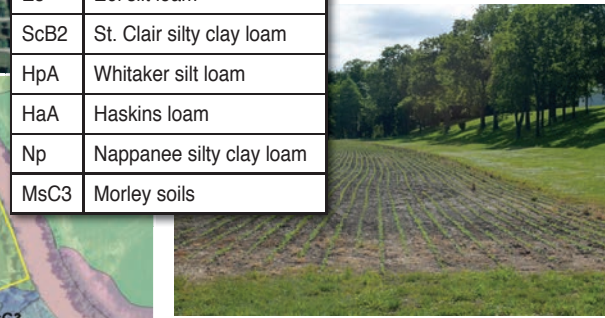 ScB2 St. Clair silty clay loam
HpA Whitaker silt loam
HaA Haskins loam
Np Nappanee silty clay loam
MsC3 Morley soils